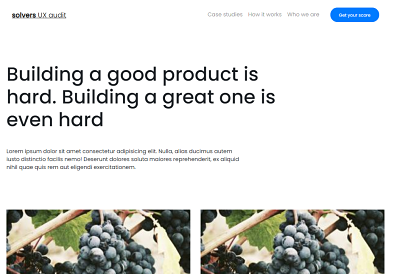 solvers UX audit
Case studies How it works Who we are Get your score
Building a good product is
hard. Building a great one is
even hard
Lorem ipsum dolor sit amet consectetur adipisicing elit. Nulla, alias ducimus autem
iusto distinctio facilis nemo! Deserunt dolores soluta maiores reprehenderit, ex aliquid
nihil quae quis rem aut eligendi exercitationem.